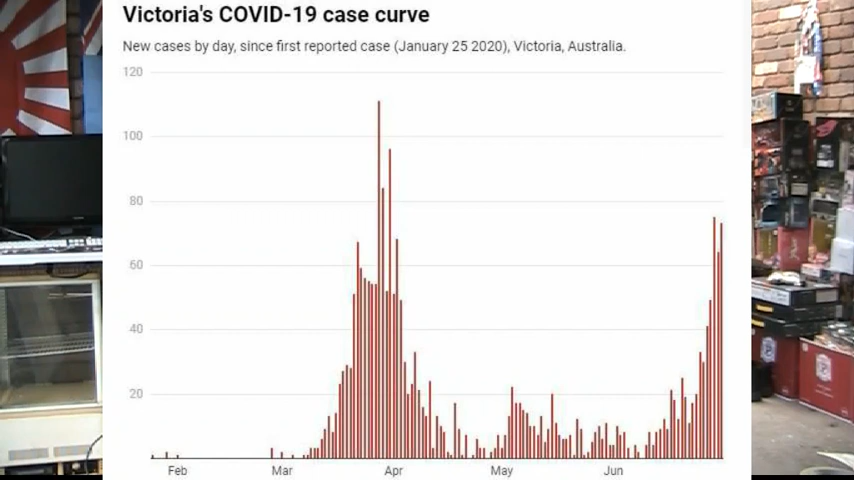 Victoria's COVID-19 case curve
New cases by day, since first reported case (January 25 2020), Victoria, Australia.
120
100
80
60
40
20
Feb Mar Apr May Jun